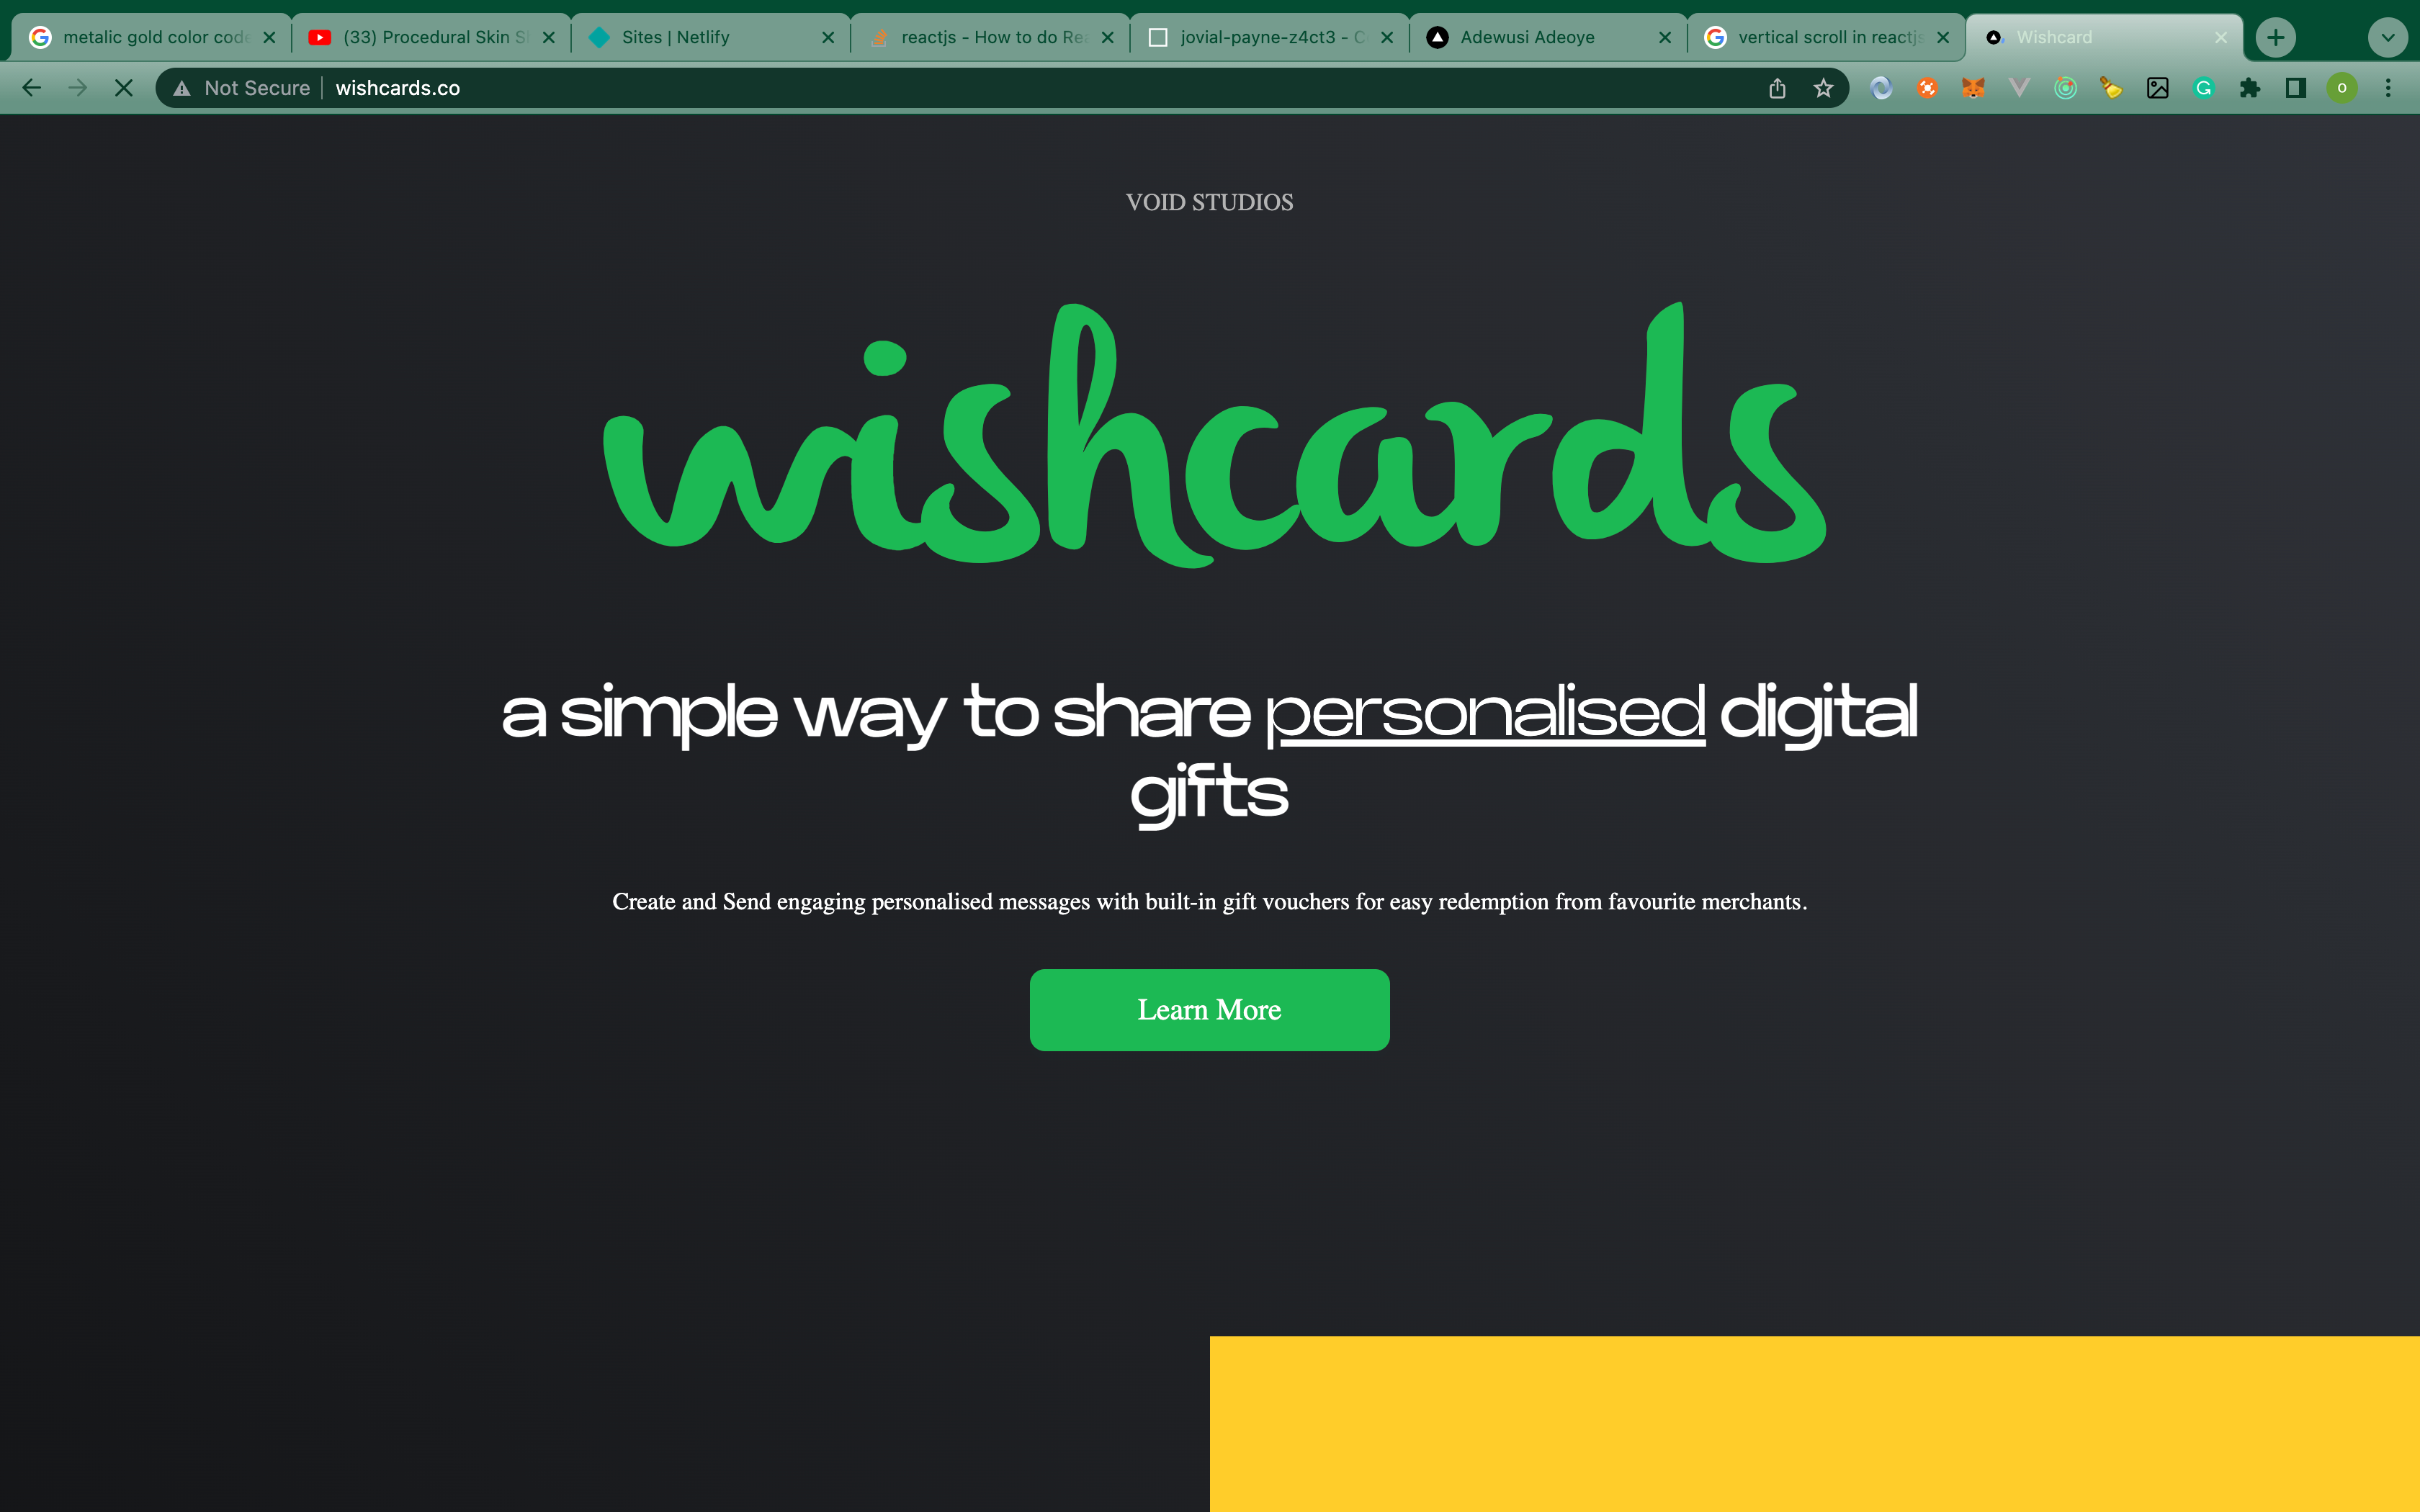 metalic gold color code
(33) Procedural Skin S
Sites | Netlify
reactjs - How to do Rea
jovial-payne-z4ct3 - C
Adewusi Adeoye
vertical scroll in reactjs
Wishcard
Not Secure
wishcards.co
o
VOID STUDIOS
wishcards
a simple way to share personalised digital
gifts
Create and Send engaging personalised messages with built-in gift vouchers for easy redemption from favourite merchants.
Learn More